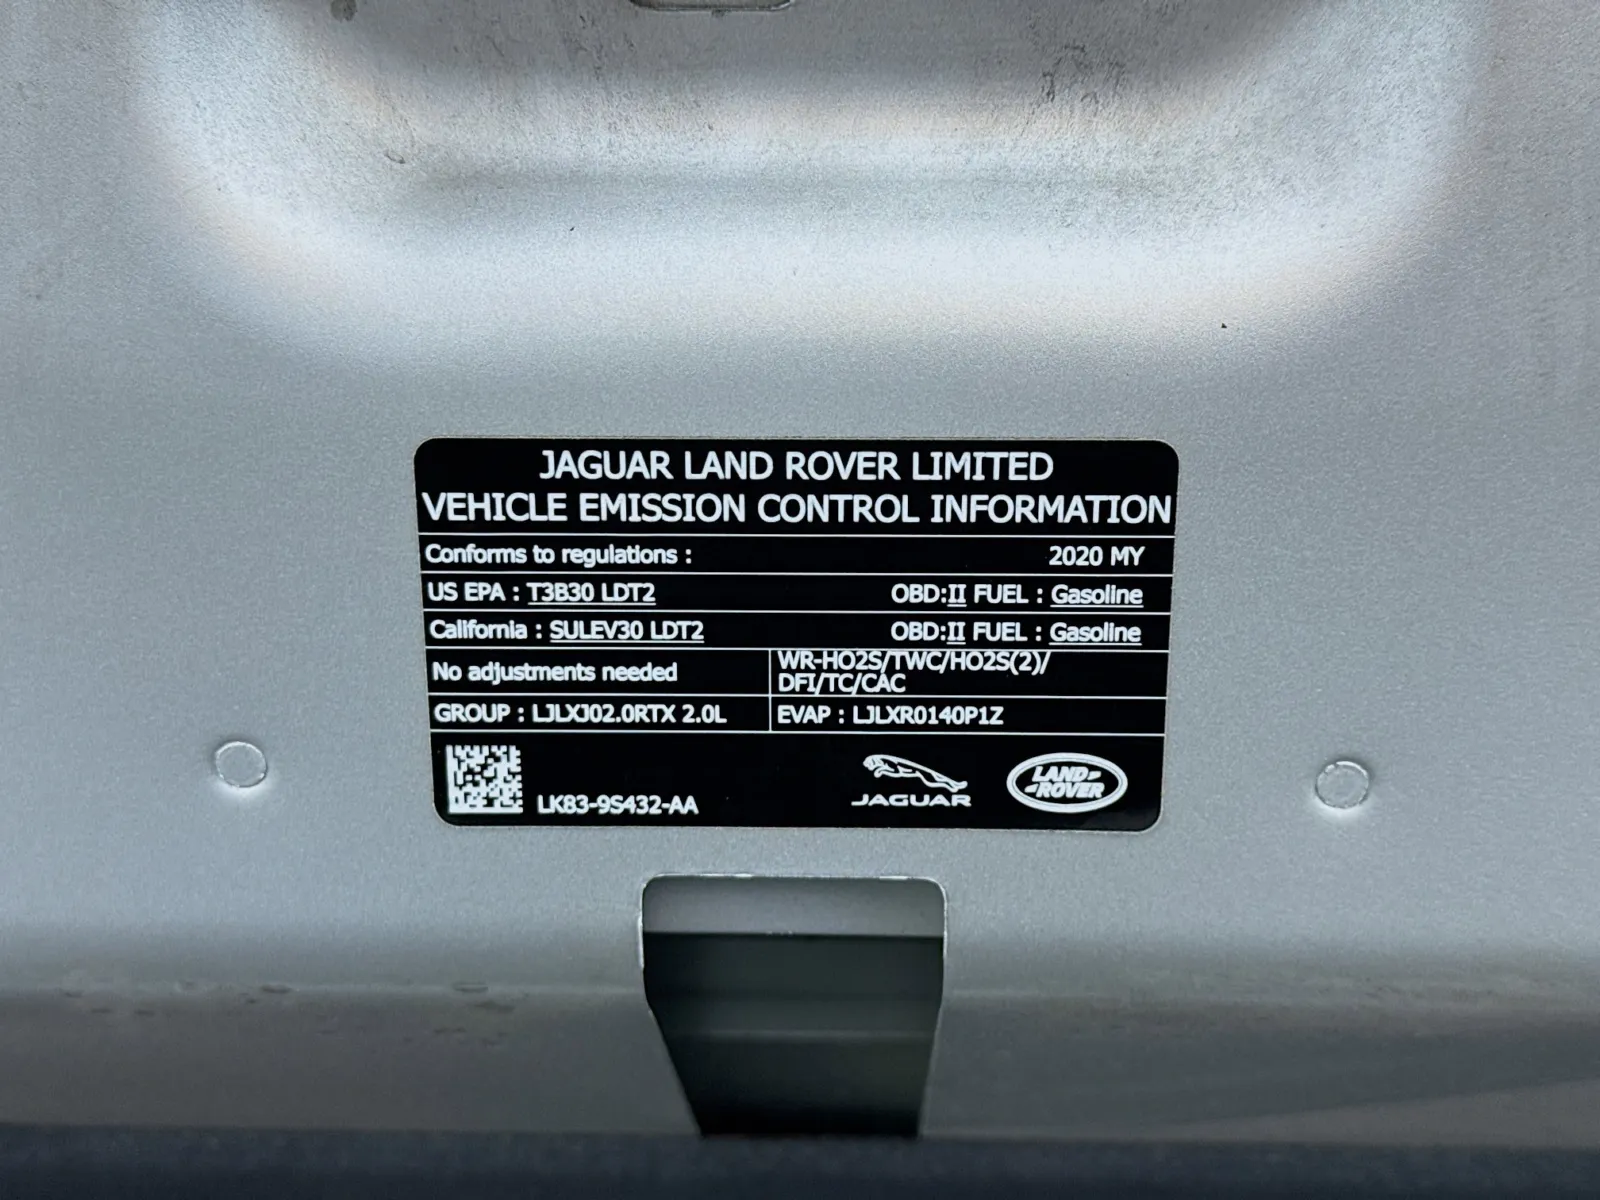 JAGUAR LAND ROVER LIMITED
VEHICLE EMISSION CONTROL INFORMATION
Conforms to regulations : 2020 MY
US EPA : T3B30 LDT2 OBD:II FUEL : Gasoline
California : SULEV30 LDT2 OBD:II FUEL : Gasoline
No adjustments needed
WR-HO2S/TWC/HO2S(2)/
DFI/TC/CAC
GROUP : LJLXJ02.0RTX 2.0L
EVAP : LJLXR0140P1Z
LK83-9S432-AA
JAGUAR
LAND-
-ROVER